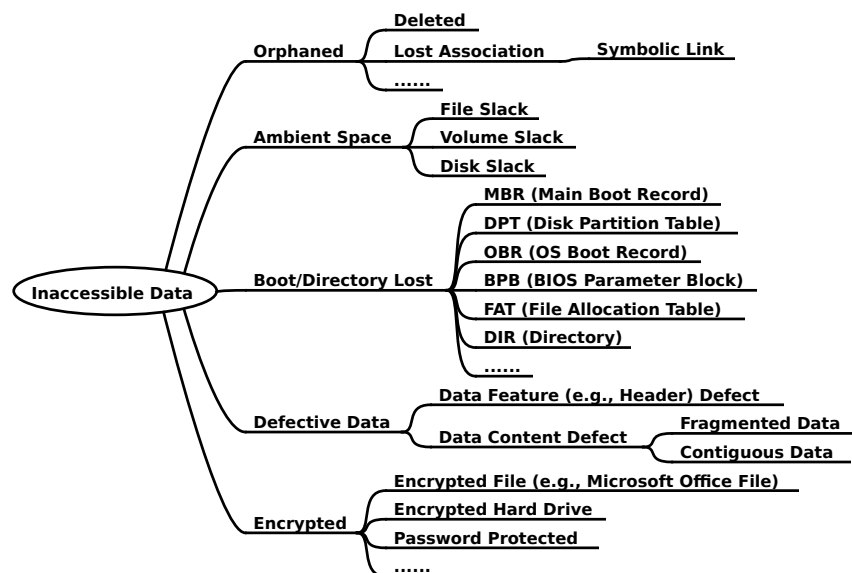 Inaccessible Data
Orphaned
Deleted
Lost Association
Symbolic Link
......
Ambient Space
File Slack
Volume Slack
Disk Slack
Boot/Directory Lost
MBR (Main Boot Record)
DPT (Disk Partition Table)
OBR (OS Boot Record)
BPB (BIOS Parameter Block)
FAT (File Allocation Table)
DIR (Directory)
......
Defective Data
Data Feature (e.g., Header) Defect
Data Content Defect
Fragmented Data
Contiguous Data
Encrypted
Encrypted File (e.g., Microsoft Office File)
Encrypted Hard Drive
Password Protected
......